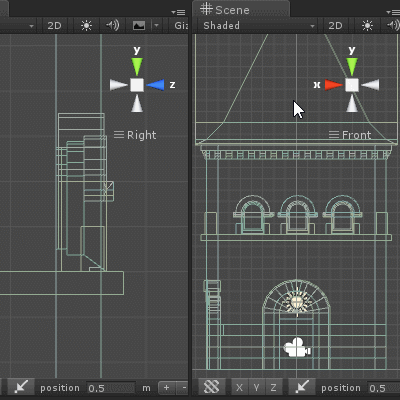 Scene
2D
Giz
Shaded
2D
y
z
Right
y
x
Front
position 0.5 m + -
X Y Z
position 0.5